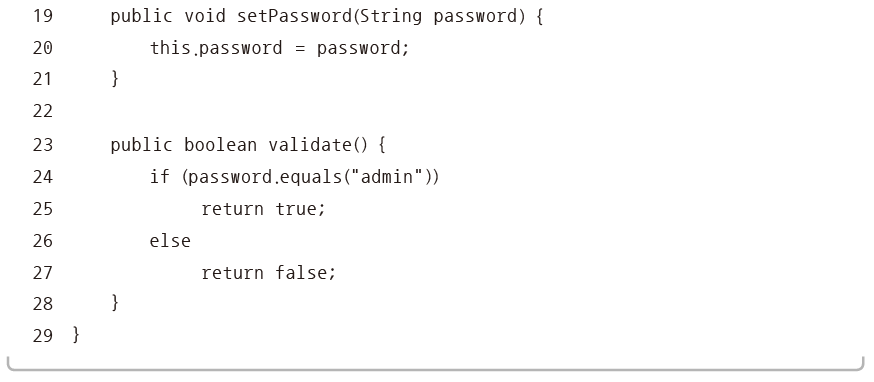 19 public void setPassword(String password) {
20 this.password = password;
21 }
22
23 public boolean validate() {
24 if (password.equals("admin"))
25 return true;
26 else
27 return false;
28 }
29 }